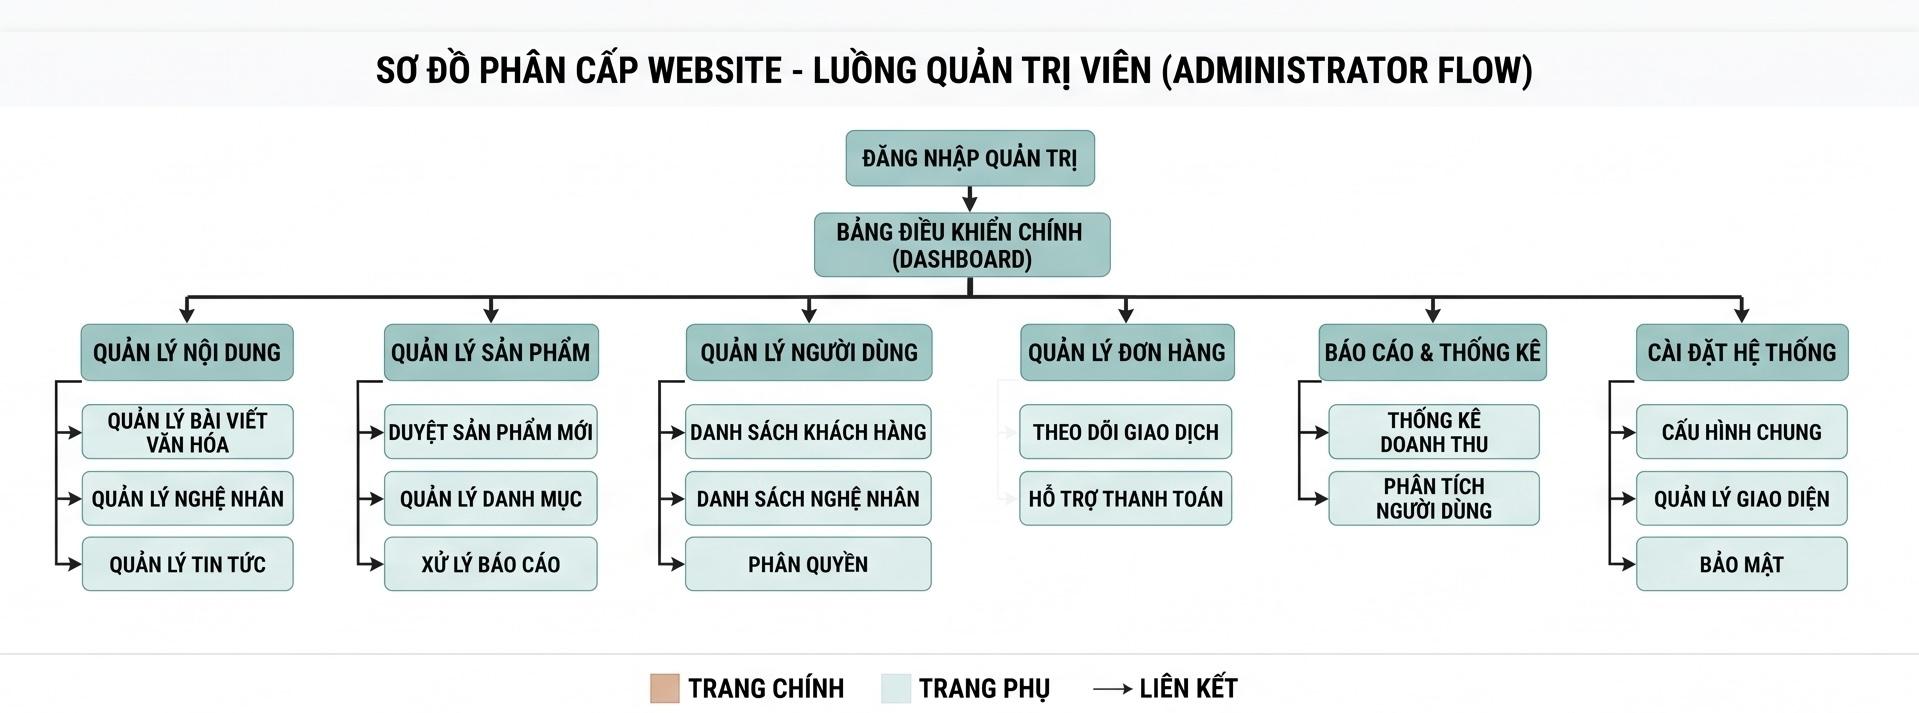 SƠ ĐỒ PHÂN CẤP WEBSITE - LUỒNG QUẢN TRỊ VIÊN (ADMINISTRATOR FLOW)
ĐĂNG NHẬP QUẢN TRỊ
BẢNG ĐIỀU KHIỂN CHÍNH
(DASHBOARD)
QUẢN LÝ NỘI DUNG
QUẢN LÝ BÀI VIẾT
VĂN HÓA
QUẢN LÝ NGHỆ NHÂN
QUẢN LÝ TIN TỨC
QUẢN LÝ SẢN PHẨM
DUYỆT SẢN PHẨM MỚI
QUẢN LÝ DANH MỤC
XỬ LÝ BÁO CÁO
QUẢN LÝ NGƯỜI DÙNG
DANH SÁCH KHÁCH HÀNG
DANH SÁCH NGHỆ NHÂN
PHÂN QUYỀN
QUẢN LÝ ĐƠN HÀNG
THEO DÕI GIAO DỊCH
HỖ TRỢ THANH TOÁN
BÁO CÁO & THỐNG KÊ
THỐNG KÊ
DOANH THU
PHÂN TÍCH
NGƯỜI DÙNG
CÀI ĐẶT HỆ THỐNG
CẤU HÌNH CHUNG
QUẢN LÝ GIAO DIỆN
BẢO MẬT
TRANG CHÍNH
TRANG PHỤ
LIÊN KẾT